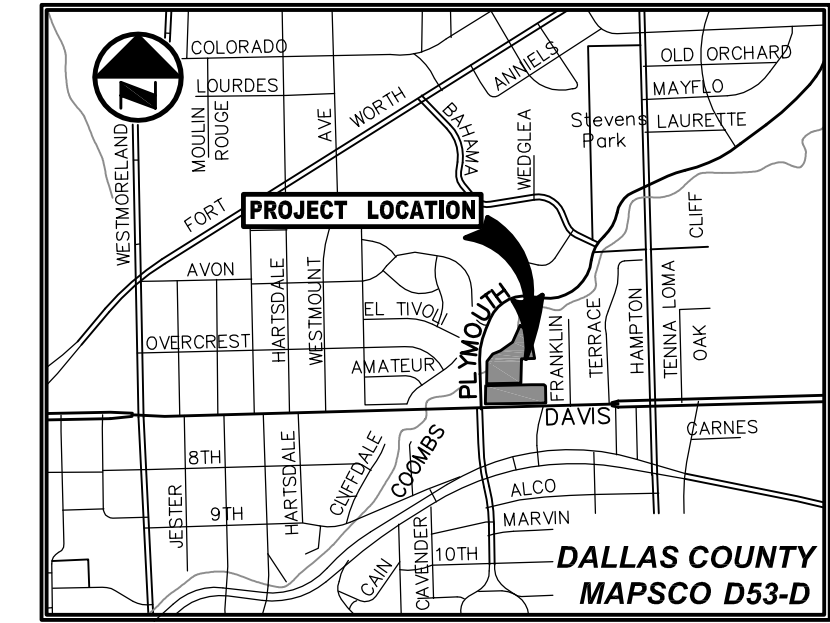 COLORADO
LOURDES
MOULIN
ROUGE
AVE
WORTH
FORT
ANNIELS
OLD ORCHARD
MAYFLO
LAURETTE
Stevens
Park
BAHAMA
WEDGLEA
WESTMORELAND
N
PROJECT LOCATION
CLIFF
AVON
HARTSDALE
WESTMOUNT
EL TIVOLI
OVERCREST
AMATEUR
PLYMOUTH
FRANKLIN
TERRACE
HAMPTON
TENNA LOMA
OAK
DAVIS
CARNES
8TH
9TH
JESTER
HARTSDALE
CLIFFDALE
COOMBS
ALCO
MARVIN
10TH
CAVENDER
CAIN
DALLAS COUNTY
MAPSCO D53-D